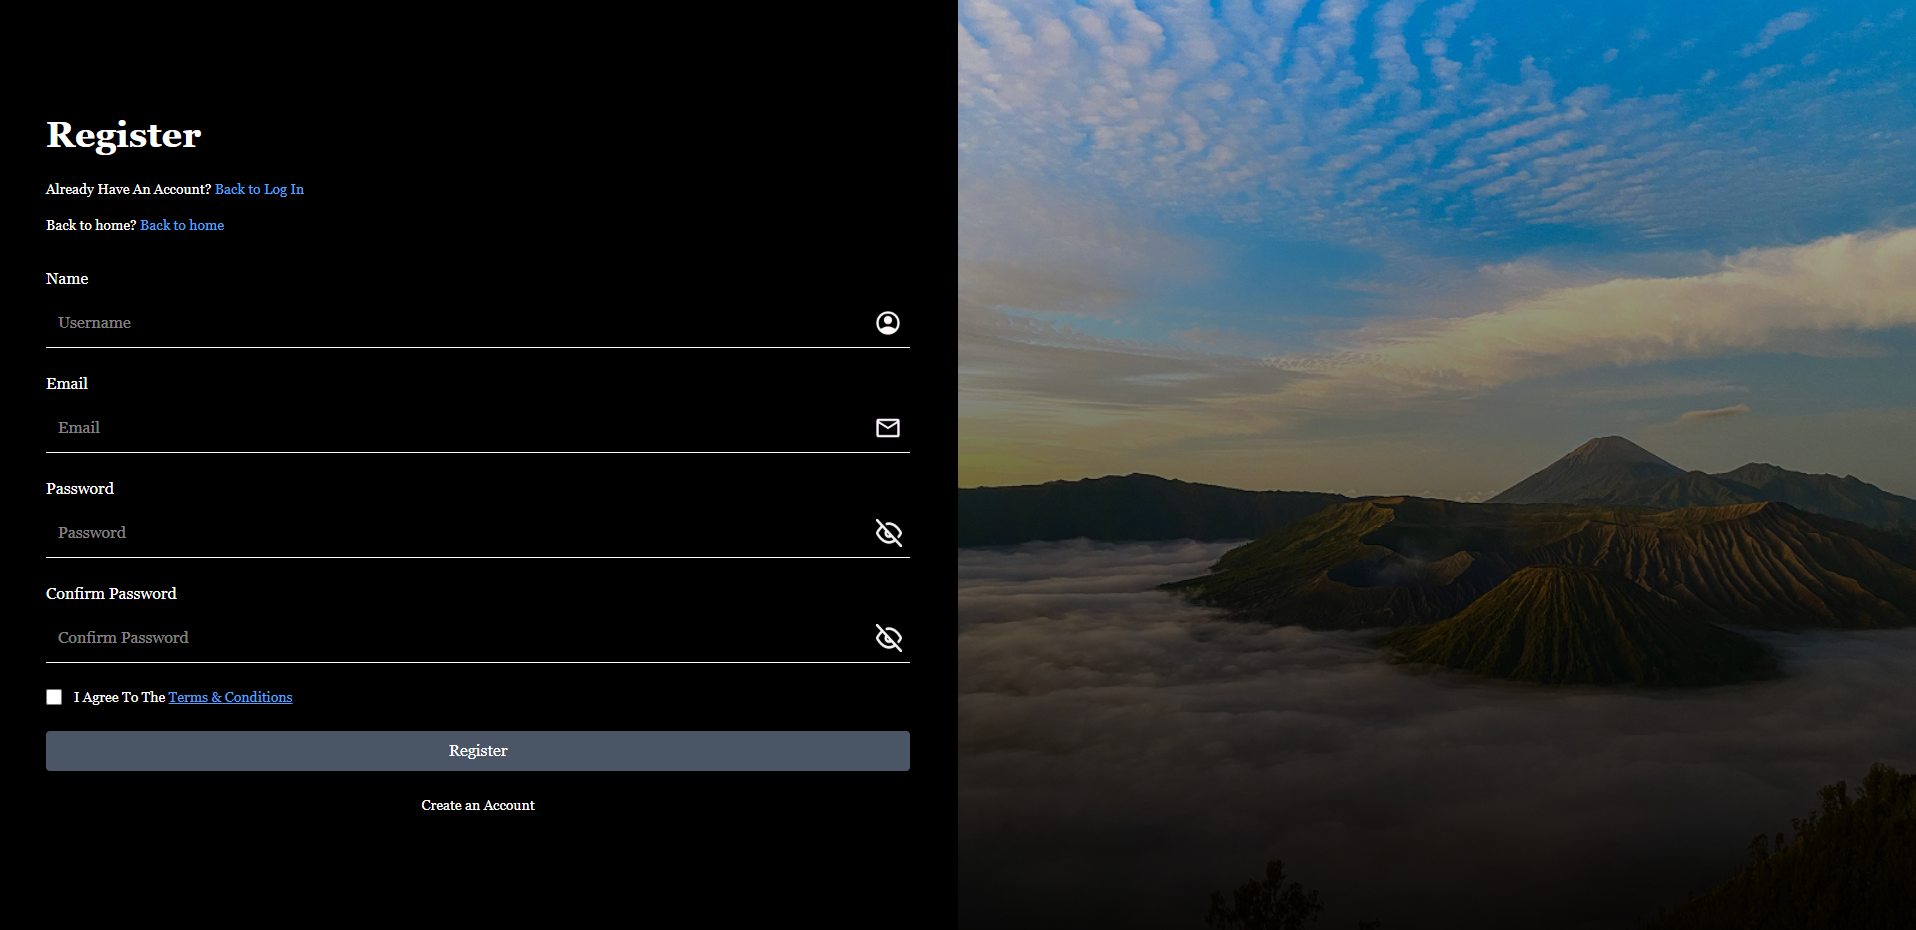 Register
Already Have An Account? Back to Log In
Back to home? Back to home
Name
Username
Email
Email
Password
Password
Confirm Password
Confirm Password
I Agree To The Terms & Conditions
Register
Create an Account